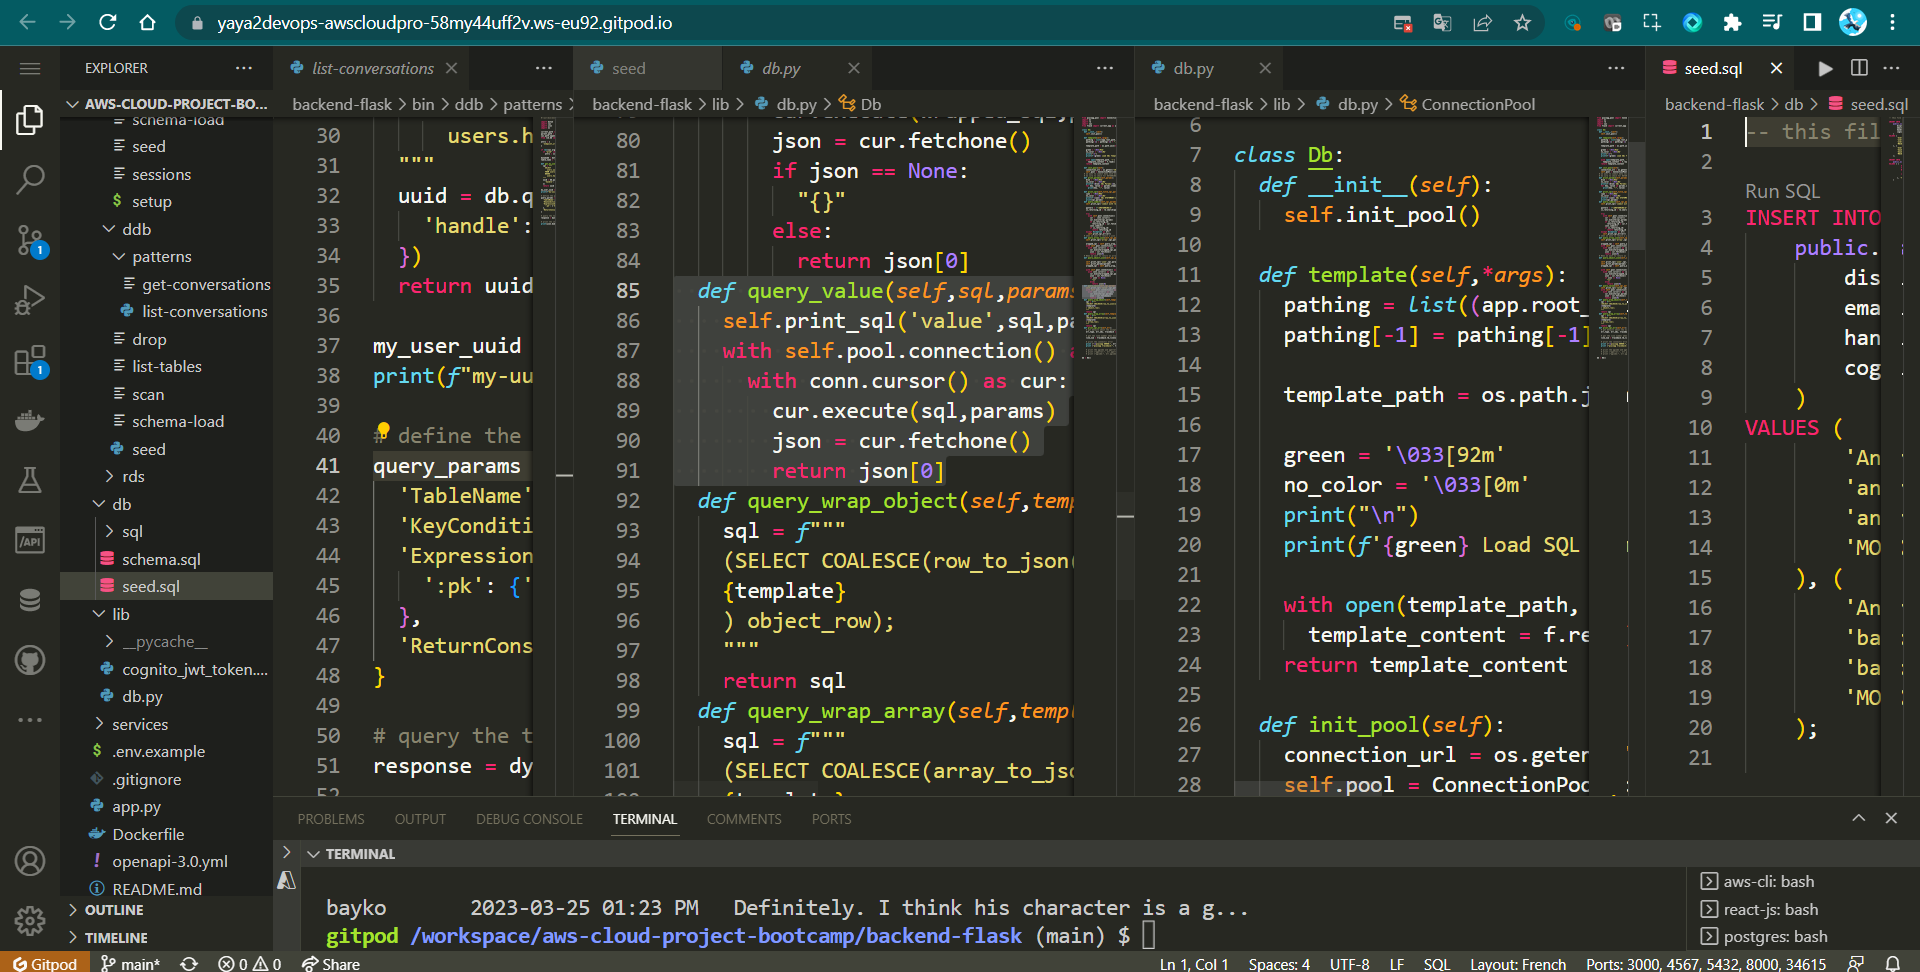 yaya2devops-awscloudpro-58my44uff2v.ws-eu92.gitpod.io
EXPLORER
AWS-CLOUD-PROJECT-BO...
schema-load
seed
sessions
$ setup
ddb
patterns
get-conversations
list-conversations
drop
list-tables
scan
schema-load
seed
rds
db
sql
schema.sql
seed.sql
lib
__pycache__
cognito_jwt_token....
db.py
services
$ .env.example
.gitignore
app.py
Dockerfile
! openapi-3.0.yml
README.md
OUTLINE
TIMELINE
1
1
list-conversations
backend-flask > bin > ddb > patterns >
30 users.h
31 """
32 uuid = db.q
33 'handle':
34 })
35 return uuid
36
37 my_user_uuid
38 print(f"my-uu
39
40 # define the
41 query_params
42 'TableName'
43 'KeyConditi
44 'Expression
45 ':pk': {'
46 },
47 'ReturnCons
48 }
49
50 # query the t
51 response = dy
52
seed
db.py
backend-flask > lib > db.py > Db
80 json = cur.fetchone()
81 if json == None:
82 "{}"
83 else:
84 return json[0]
85 def query_value(self,sql,params
86 self.print_sql('value',sql,pa
87 with self.pool.connection() a
88 with conn.cursor() as cur:
89 cur.execute(sql,params)
90 json = cur.fetchone()
91 return json[0]
92 def query_wrap_object(self,temp
93 sql = f"""
94 (SELECT COALESCE(row_to_json(
95 {template}
96 ) object_row);
97 """
98 return sql
99 def query_wrap_array(self,templ
100 sql = f"""
101 (SELECT COALESCE(array_to_jso
db.py
backend-flask > lib > db.py > ConnectionPool
6
7 class Db:
8 def __init__(self):
9 self.init_pool()
10
11 def template(self,*args):
12 pathing = list((app.root_
13 pathing[-1] = pathing[-1]
14
15 template_path = os.path.j
16
17 green = '\033[92m'
18 no_color = '\033[0m'
19 print("\n")
20 print(f'{green} Load SQL
21
22 with open(template_path,
23 template_content = f.re
24 return template_content
25
26 def init_pool(self):
27 connection_url = os.geten
28 self.pool = ConnectionPoo
seed.sql
backend-flask > db > seed.sql
1 -- this fil
2
Run SQL
3 INSERT INTO
4 public.
5 dis
6 ema
7 han
8 cog
9 )
10 VALUES (
11 'An
12 'an
13 'an
14 'MO
15 ), (
16 'An
17 'ba
18 'ba
19 'MO
20 );
21
PROBLEMS OUTPUT DEBUG CONSOLE TERMINAL COMMENTS PORTS
TERMINAL
bayko 2023-03-25 01:23 PM Definitely. I think his character is a g...
gitpod /workspace/aws-cloud-project-bootcamp/backend-flask (main) $
aws-cli: bash
react-js: bash
postgres: bash
Gitpod main* 0 0 Share Ln 1, Col 1 Spaces: 4 UTF-8 LF SQL Layout: French Ports: 3000, 4567, 5432, 8000, 34615